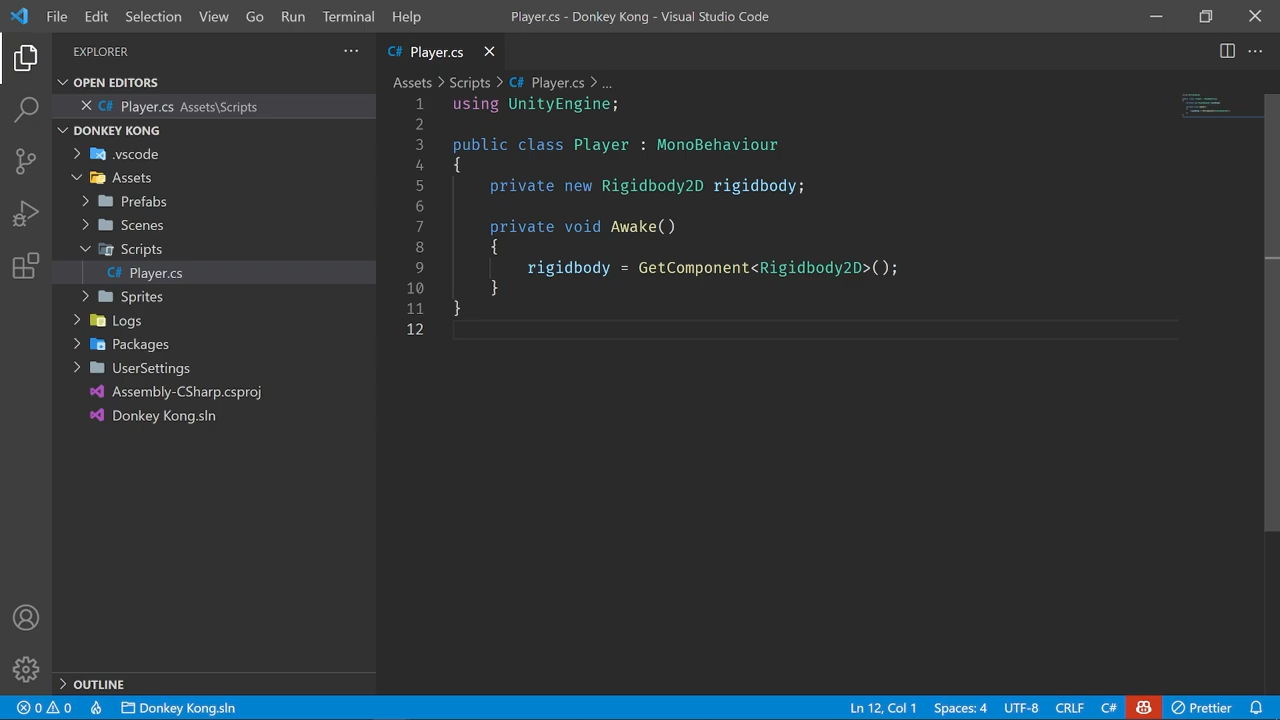 File Edit Selection View Go Run Terminal Help
Player.cs - Donkey Kong - Visual Studio Code
EXPLORER
OPEN EDITORS
C# Player.cs Assets\Scripts
DONKEY KONG
.vscode
Assets
Prefabs
Scenes
Scripts
C# Player.cs
Sprites
Logs
Packages
UserSettings
Assembly-CSharp.csproj
Donkey Kong.sln
OUTLINE
C# Player.cs
Assets > Scripts > C# Player.cs > ...
1 using UnityEngine;
2
3 public class Player : MonoBehaviour
4 {
5 private new Rigidbody2D rigidbody;
6
7 private void Awake()
8 {
9 rigidbody = GetComponent<Rigidbody2D>();
10 }
11 }
12
0 0 Donkey Kong.sln
Ln 12, Col 1 Spaces: 4 UTF-8 CRLF C# Prettier